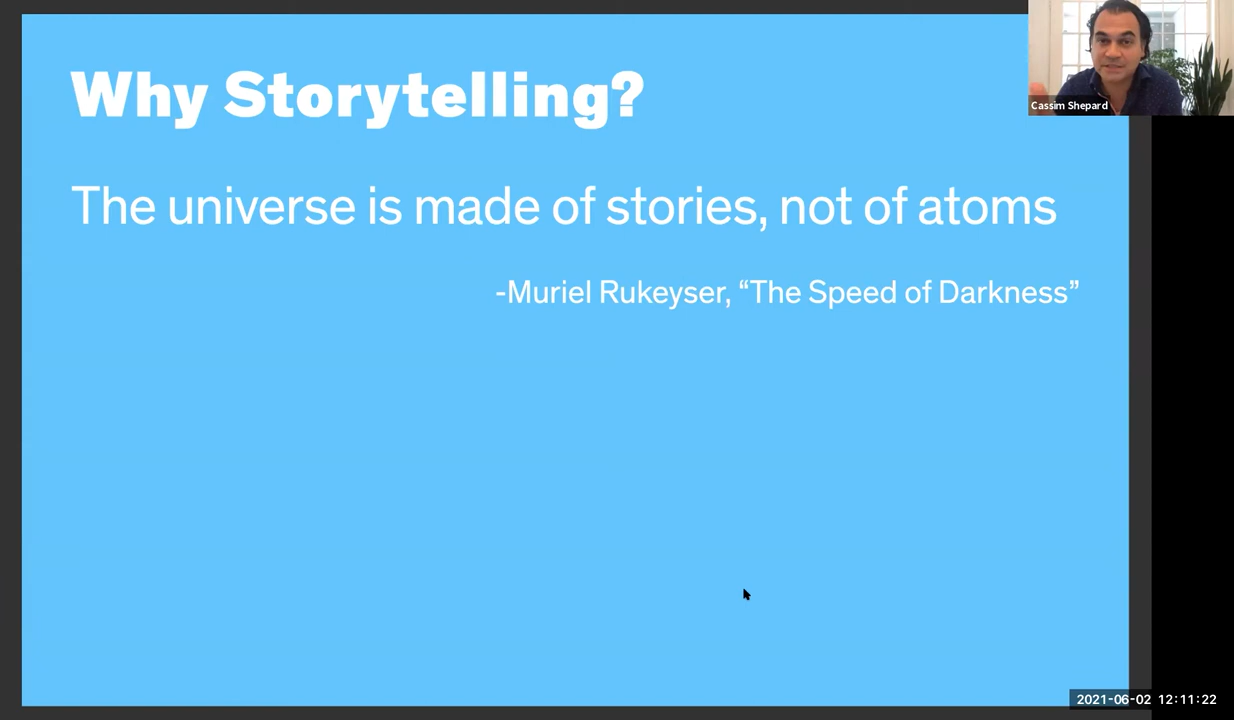 Why Storytelling?
Cassim Shepard
The universe is made of stories, not of atoms
-Muriel Rukeyser, “The Speed of Darkness”
2021-06-02 12:11:22